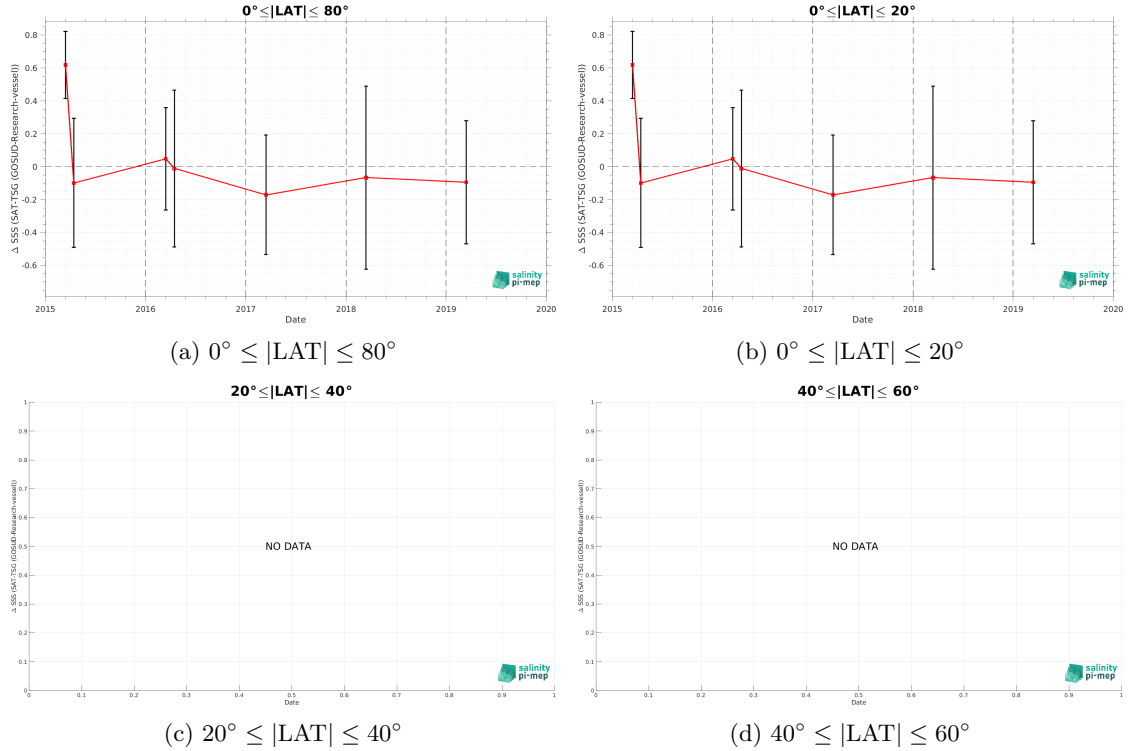 0°≤|LAT|≤ 80°
Δ SSS (SAT-TSG (GOSUD-Research-vessel))
0.8
0.6
0.4
0.2
0
-0.2
-0.4
-0.6
2015
2016
2017
2018
2019
2020
Date
salinity
pi-mep
(a) 0° ≤ |LAT| ≤ 80°
0°≤|LAT|≤ 20°
Δ SSS (SAT-TSG (GOSUD-Research-vessel))
0.8
0.6
0.4
0.2
0
-0.2
-0.4
-0.6
2015
2016
2017
2018
2019
2020
Date
salinity
pi-mep
(b) 0° ≤ |LAT| ≤ 20°
20°≤|LAT|≤ 40°
Δ SSS (SAT-TSG (GOSUD-Research-vessel))
1
0.9
0.8
0.7
0.6
0.5
0.4
0.3
0.2
0.1
0
NO DATA
0
0.1
0.2
0.3
0.4
0.5
0.6
0.7
0.8
0.9
1
Date
salinity
pi-mep
(c) 20° ≤ |LAT| ≤ 40°
40°≤|LAT|≤ 60°
Δ SSS (SAT-TSG (GOSUD-Research-vessel))
1
0.9
0.8
0.7
0.6
0.5
0.4
0.3
0.2
0.1
0
NO DATA
0
0.1
0.2
0.3
0.4
0.5
0.6
0.7
0.8
0.9
1
Date
salinity
pi-mep
(d) 40° ≤ |LAT| ≤ 60°